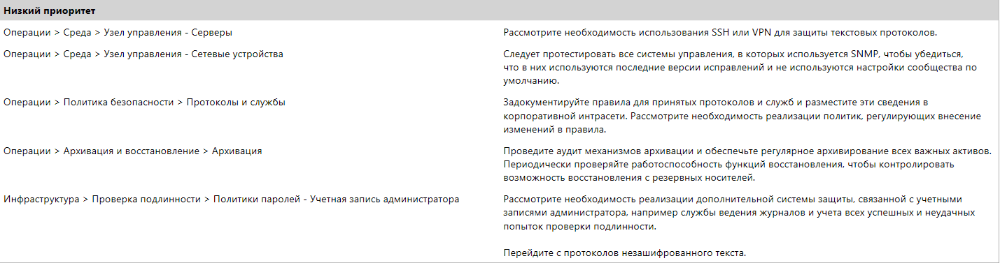 Низкий приоритет
Операции > Среда > Узел управления - Серверы
Рассмотрите необходимость использования SSH или VPN для защиты текстовых протоколов.
Операции > Среда > Узел управления - Сетевые устройства
Следует протестировать все системы управления, в которых используется SNMP, чтобы убедиться,
что в них используются последние версии исправлений и не используются настройки сообщества по
умолчанию.
Операции > Политика безопасности > Протоколы и службы
Задокументируйте правила для принятых протоколов и служб и разместите эти сведения в
корпоративной интрасети. Рассмотрите необходимость реализации политик, регулирующих внесение
изменений в правила.
Операции > Архивация и восстановление > Архивация
Проведите аудит механизмов архивации и обеспечьте регулярное архивирование всех важных активов.
Периодически проверяйте работоспособность функций восстановления, чтобы контролировать
возможность восстановления с резервных носителей.
Инфраструктура > Проверка подлинности > Политики паролей - Учетная запись администратора
Рассмотрите необходимость реализации дополнительной системы защиты, связанной с учетными
записями администратора, например службы ведения журналов и учета всех успешных и неудачных
попыток проверки подлинности.
Перейдите с протоколов незашифрованного текста.